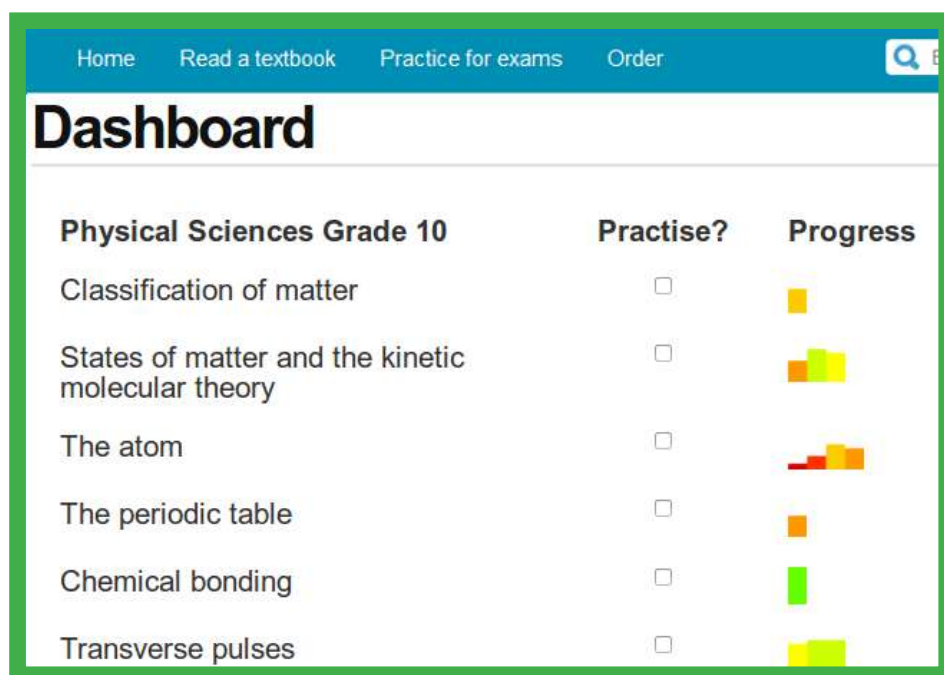 Home Read a textbook Practice for exams Order
Dashboard
Physical Sciences Grade 10 Practise? Progress
Classification of matter
States of matter and the kinetic
molecular theory
The atom
The periodic table
Chemical bonding
Transverse pulses